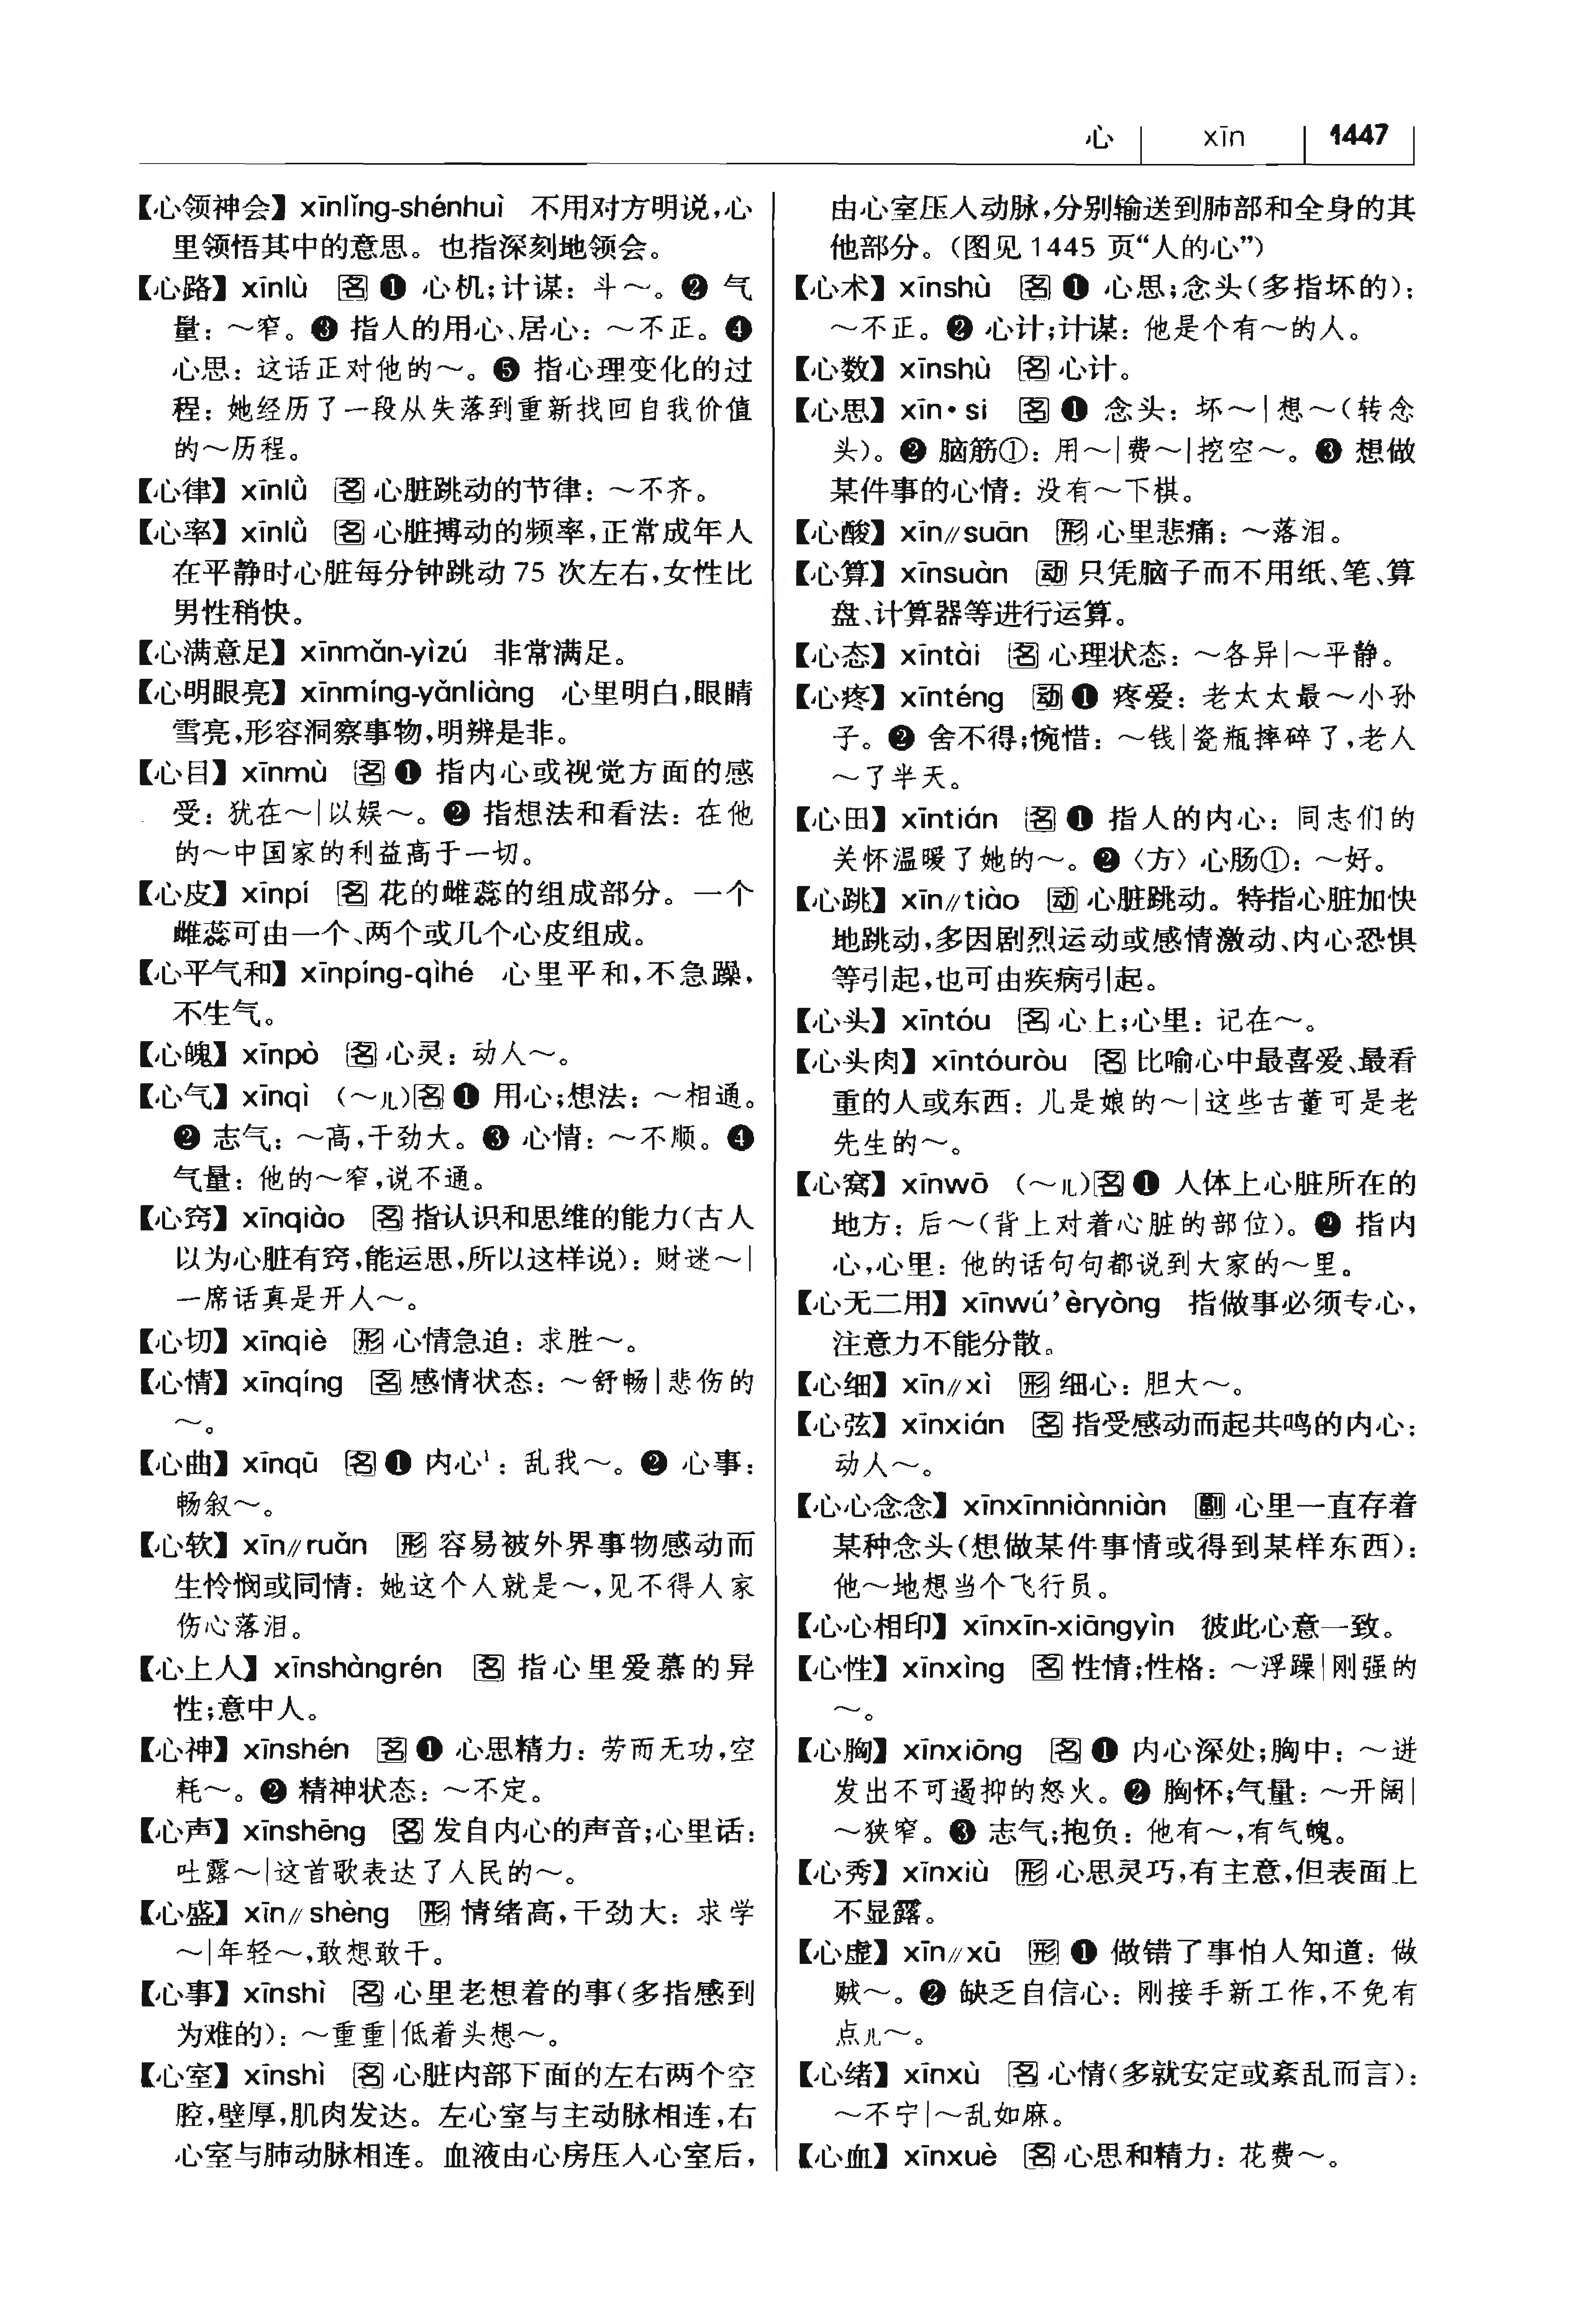 心 xīn 1447
【心领神会】 xīnlǐng-shénhuì 不用对方明说,心
里领悟其中的意思。也指深刻地领会。
【心路】 xīnlù 名 ❶ 心机;计谋: 斗～。❷ 气
量: ～窄。❸ 指人的用心、居心: ～不正。❹
心思: 这话正对他的～。❺ 指心理变化的过
程: 她经历了一段从失落到重新找回自我价值
的～历程。
【心律】 xīnlǜ 名 心脏跳动的节律: ～不齐。
【心率】 xīnlǜ 名 心脏搏动的频率,正常成年人
在平静时心脏每分钟跳动 75 次左右,女性比
男性稍快。
【心满意足】 xīnmǎn-yìzú 非常满足。
【心明眼亮】 xīnmíng-yǎnliàng 心里明白,眼睛
雪亮,形容洞察事物,明辨是非。
【心目】 xīnmù 名 ❶ 指内心或视觉方面的感
受: 犹在～|以娱～。❷ 指想法和看法: 在他
的～中国家的利益高于一切。
【心皮】 xīnpí 名 花的雌蕊的组成部分。一个
雌蕊可由一个、两个或几个心皮组成。
【心平气和】 xīnpíng-qìhé 心里平和,不急躁,
不生气。
【心魄】 xīnpò 名 心灵: 动人～。
【心气】 xīnqì (～儿)名 ❶ 用心;想法: ～相通。
❷ 志气: ～高,干劲大。❸ 心情: ～不顺。❹
气量: 他的～窄,说不通。
【心窍】 xīnqiào 名 指认识和思维的能力(古人
以为心脏有窍,能运思,所以这样说): 财迷～|
一席话真是开人～。
【心切】 xīnqiè 形 心情急迫: 求胜～。
【心情】 xīnqíng 名 感情状态: ～舒畅|悲伤的
～。
【心曲】 xīnqū 名 ❶ 内心¹: 乱我～。❷ 心事:
畅叙～。
【心软】 xīn∥ruǎn 形 容易被外界事物感动而
生怜悯或同情: 她这个人就是～,见不得人家
伤心落泪。
【心上人】 xīnshàngrén 名 指心里爱慕的异
性;意中人。
【心神】 xīnshén 名 ❶ 心思精力: 劳而无功,空
耗～。❷ 精神状态: ～不定。
【心声】 xīnshēng 名 发自内心的声音;心里话:
吐露～|这首歌表达了人民的～。
【心盛】 xīn∥shèng 形 情绪高,干劲大: 求学
～|年轻～,敢想敢干。
【心事】 xīnshì 名 心里老想着的事(多指感到
为难的): ～重重|低着头想～。
【心室】 xīnshì 名 心脏内部下面的左右两个空
腔,壁厚,肌肉发达。左心室与主动脉相连,右
心室与肺动脉相连。血液由心房压入心室后,
由心室压入动脉,分别输送到肺部和全身的其
他部分。(图见 1445 页“人的心”)
【心术】 xīnshù 名 ❶ 心思;念头(多指坏的):
～不正。❷ 心计;计谋: 他是个有～的人。
【心数】 xīnshù 名 心计。
【心思】 xīn·si 名 ❶ 念头: 坏～|想～(转念
头)。❷ 脑筋①: 用～|费～|挖空～。❸ 想做
某件事的心情: 没有～下棋。
【心酸】 xīn∥suān 形 心里悲痛: ～落泪。
【心算】 xīnsuàn 动 只凭脑子而不用纸、笔、算
盘、计算器等进行运算。
【心态】 xīntài 名 心理状态: ～各异|～平静。
【心疼】 xīnténg 动 ❶ 疼爱: 老太太最～小孙
子。❷ 舍不得;惋惜: ～钱|瓷瓶摔碎了,老人
～了半天。
【心田】 xīntián 名 ❶ 指人的内心: 同志们的
关怀温暖了她的～。❷〈方〉心肠①: ～好。
【心跳】 xīn∥tiào 动 心脏跳动。特指心脏加快
地跳动,多因剧烈运动或感情激动、内心恐惧
等引起,也可由疾病引起。
【心头】 xīntóu 名 心上;心里: 记在～。
【心头肉】 xīntóuròu 名 比喻心中最喜爱、最看
重的人或东西: 儿是娘的～|这些古董可是老
先生的～。
【心窝】 xīnwō (～儿)名 ❶ 人体上心脏所在的
地方: 后～(背上对着心脏的部位)。❷ 指内
心,心里: 他的话句句都说到大家的～里。
【心无二用】 xīnwú’èryòng 指做事必须专心,
注意力不能分散。
【心细】 xīn∥xì 形 细心: 胆大～。
【心弦】 xīnxián 名 指受感动而起共鸣的内心:
动人～。
【心心念念】 xīnxīnniànniàn 副 心里一直存着
某种念头(想做某件事情或得到某样东西):
他～地想当个飞行员。
【心心相印】 xīnxīn-xiāngyìn 彼此心意一致。
【心性】 xīnxìng 名 性情;性格: ～浮躁|刚强的
～。
【心胸】 xīnxiōng 名 ❶ 内心深处;胸中: ～迸
发出不可遏抑的怒火。❷ 胸怀;气量: ～开阔|
～狭窄。❸ 志气;抱负: 他有～,有气魄。
【心秀】 xīnxiù 形 心思灵巧,有主意,但表面上
不显露。
【心虚】 xīn∥xū 形 ❶ 做错了事怕人知道: 做
贼～。❷ 缺乏自信心: 刚接手新工作,不免有
点儿～。
【心绪】 xīnxù 名 心情(多就安定或紊乱而言):
～不宁|～乱如麻。
【心血】 xīnxuè 名 心思和精力: 花费～。